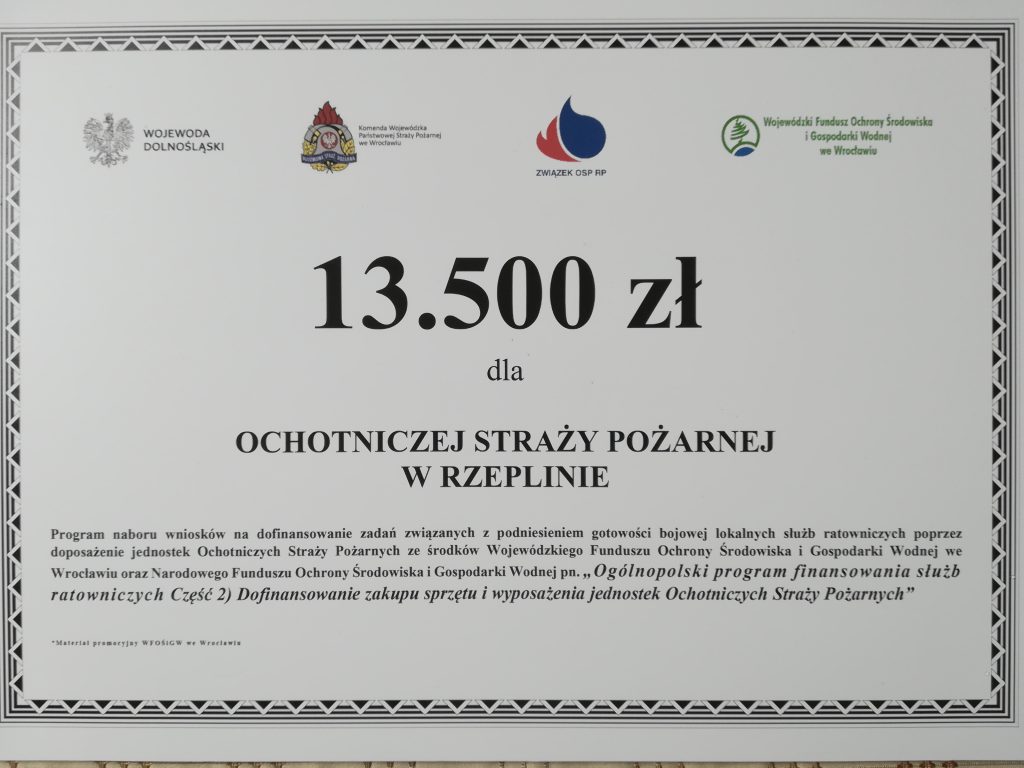 WOJEWODA
DOLNOŚLĄSKI
Komenda Wojewódzka
Państwowej Straży Pożarnej
we Wrocławiu
PAŃSTWOWA STRAŻ POŻARNA
ZWIĄZEK OSP RP
Wojewódzki Fundusz Ochrony Środowiska
i Gospodarki Wodnej
we Wrocławiu
13.500 zł
dla
OCHOTNICZEJ STRAŻY POŻARNEJ
W RZEPLINIE
Program naboru wniosków na dofinansowanie zadań związanych z podniesieniem gotowości bojowej lokalnych służb ratowniczych poprzez
doposażenie jednostek Ochotniczych Straży Pożarnych ze środków Wojewódzkiego Funduszu Ochrony Środowiska i Gospodarki Wodnej we
Wrocławiu oraz Narodowego Funduszu Ochrony Środowiska i Gospodarki Wodnej pn. „Ogólnopolski program finansowania służb
ratowniczych Część 2) Dofinansowanie zakupu sprzętu i wyposażenia jednostek Ochotniczych Straży Pożarnych”
*Materiał promocyjny WFOŚiGW we Wrocławiu